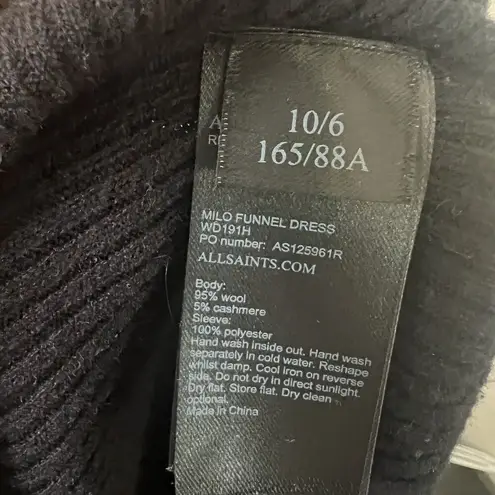 10/6
165/88A
A
R
MILO FUNNEL DRESS
WD191H
PO number: AS125961R
ALLSAINTS.COM
Body:
95% wool
5% cashmere
Sleeve:
100% polyester
Hand wash inside out. Hand wash
separately in cold water. Reshape
whilst damp. Cool iron on reverse
side. Do not dry in direct sunlight.
Dry flat. Store flat. Dry clean
optional.
Made in China